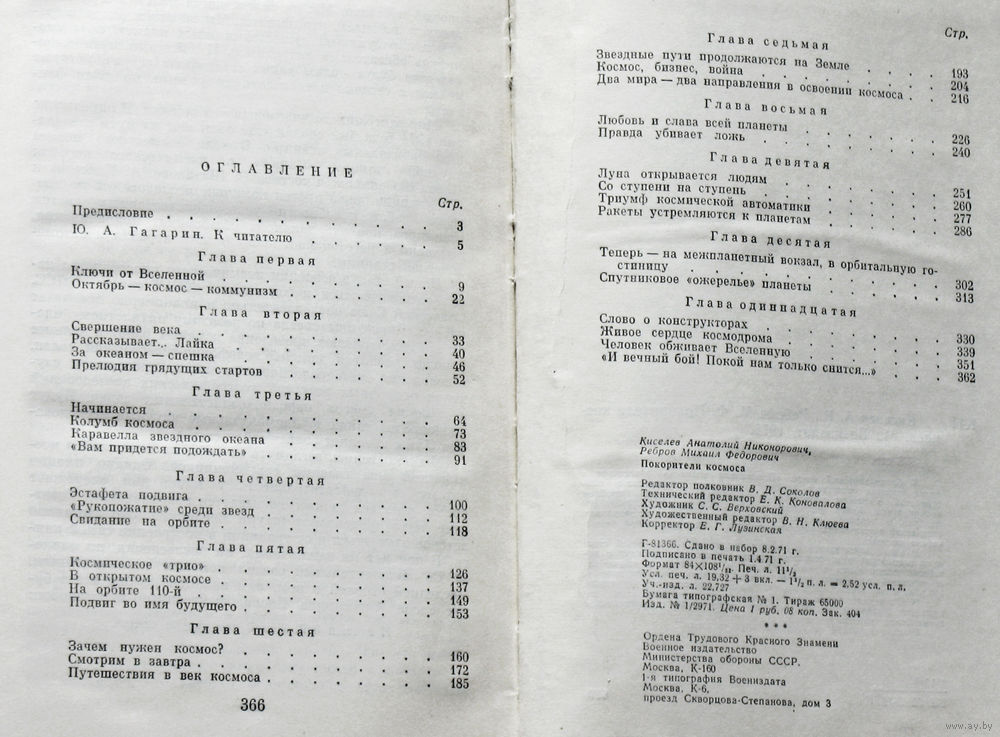 ОГЛАВЛЕНИЕ
Стр.
Предисловие . . . . . . . . . . . 3
Ю. А. Гагарин. К читателю . . . . . 5
Глава первая
Ключи от Вселенной . . . . . . . . 9
Октябрь — космос — коммунизм . . . . . 22
Глава вторая
Свершение века . . . . . . . . . 33
Рассказывает... Лайка . . . . . . . . 40
За океаном — спешка . . . . . . . . 46
Прелюдия грядущих стартов . . . . . . 52
Глава третья
Начинается . . . . . . . . . . 64
Колумб космоса . . . . . . . . . 73
Каравелла звездного океана . . . . . . 83
«Вам придется подождать» . . . . . . 91
Глава четвертая
Эстафета подвига . . . . . . . . . 100
«Рукопожатие» среди звезд . . . . . . 112
Свидание на орбите . . . . . . . . 118
Глава пятая
Космическое «трио» . . . . . . . . 126
В открытом космосе . . . . . . . . 137
На орбите 110-й . . . . . . . . . 149
Подвиг во имя будущего . . . . . . . 153
Глава шестая
Зачем нужен космос? . . . . . . . . 160
Смотрим в завтра . . . . . . . . . 172
Путешествия в век космоса . . . . . . 185
366
Стр.
Глава седьмая
Звездные пути продолжаются на Земле . . . . 193
Космос, бизнес, война . . . . . . . 204
Два мира — два направления в освоении космоса . . 216
Глава восьмая
Любовь и слава всей планеты . . . . . . 226
Правда убивает ложь . . . . . . . 240
Глава девятая
Луна открывается людям . . . . . . . 251
Со ступени на ступень . . . . . . . 260
Триумф космической автоматики . . . . . 277
Ракеты устремляются к планетам . . . . . 286
Глава десятая
Теперь — на межпланетный вокзал, в орбитальную го-
стиницу . . . . . . . . . 302
Спутниковое «ожерелье» планеты . . . . . 313
Глава одиннадцатая
Слово о конструкторах . . . . . . . 330
Живое сердце космодрома . . . . . . . 339
Человек обживает Вселенную . . . . . . 351
«И вечный бой! Покой нам только снится...» . . . 362
Киселев Анатолий Никонорович,
Ребров Михаил Федорович
Покорители космоса
Редактор полковник В. Д. Соколов
Технический редактор Е. К. Коновалова
Художник С. С. Верховский
Художественный редактор В. Н. Клюева
Корректор Е. Г. Лузинская
Г-81366. Сдано в набор 8.2.71 г.
Подписано в печать 1.4.71 г.
Формат 84×108¹/₃₂. Печ. л. 11¹/₂
Усл. печ. л. 19,32 + 3 вкл. — 1¹/₂ п. л. = 2,52 усл. п. л.
Уч.-изд. л. 22,727
Бумага типографская № 1. Тираж 65000
Изд. № 1/2971. Цена 1 руб. 08 коп. Зак. 404
* * *
Ордена Трудового Красного Знамени
Военное издательство
Министерства обороны СССР.
Москва, К-160
1-я типография Воениздата
Москва, К-6,
проезд Скворцова-Степанова, дом 3
www.ay.by